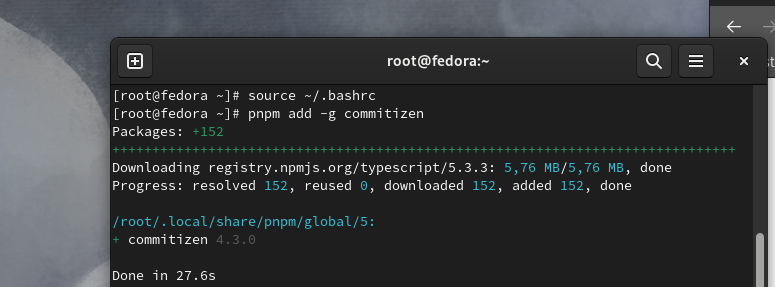 root@fedora:~
[root@fedora ~]# source ~/.bashrc
[root@fedora ~]# pnpm add -g commitizen
Packages: +152
++++++++++++++++++++++++++++++++++++++++++++++++++++++++++++++++++++++++++++++
Downloading registry.npmjs.org/typescript/5.3.3: 5,76 MB/5,76 MB, done
Progress: resolved 152, reused 0, downloaded 152, added 152, done
/root/.local/share/pnpm/global/5:
+ commitizen 4.3.0
Done in 27.6s